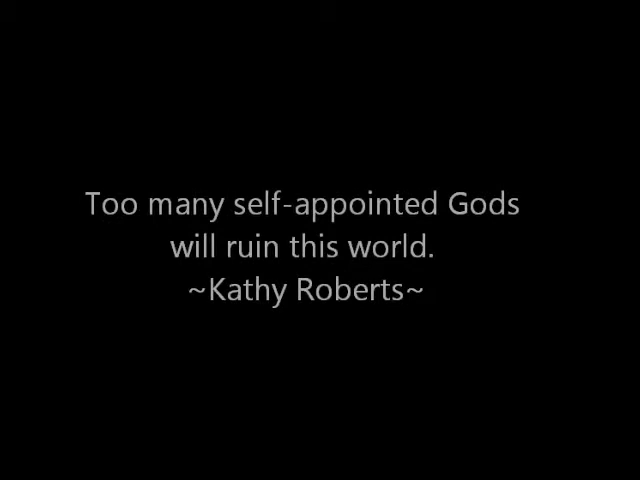 Too many self-appointed Gods
will ruin this world.
~Kathy Roberts~